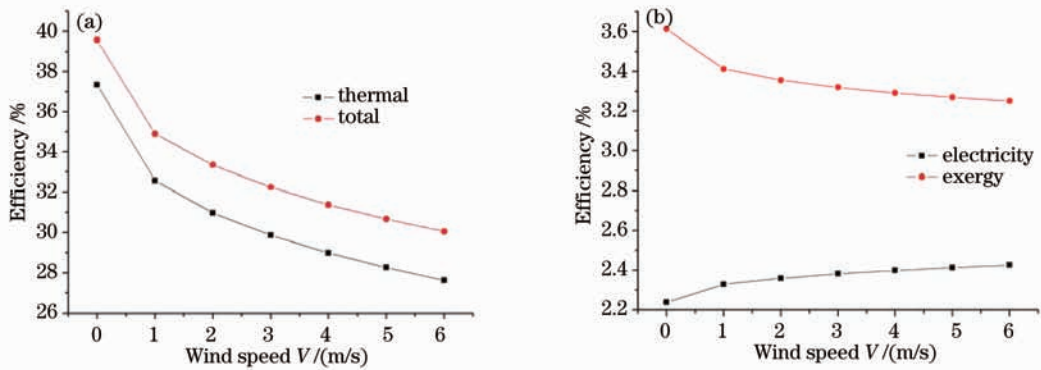 (a)
Efficiency /%
40
38
36
34
32
30
28
26
thermal
total
0 1 2 3 4 5 6
Wind speed V /(m/s)
(b)
Efficiency /%
3.6
3.4
3.2
3.0
2.8
2.6
2.4
2.2
electricity
exergy
0 1 2 3 4 5 6
Wind speed V /(m/s)